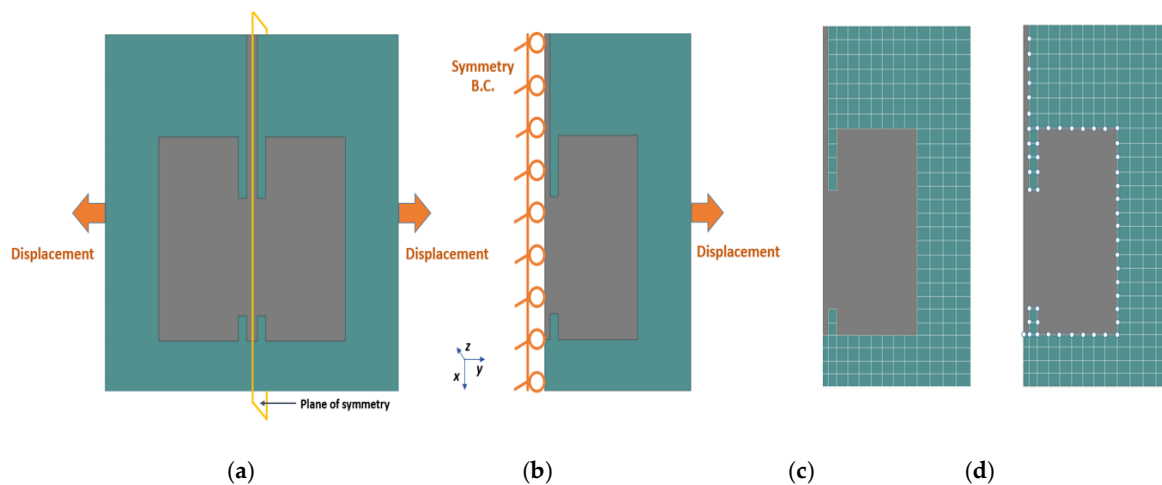 Displacement
Displacement
Plane of symmetry
(a)
Symmetry
B.C.
Displacement
z
y
x
(b)
(c)
(d)